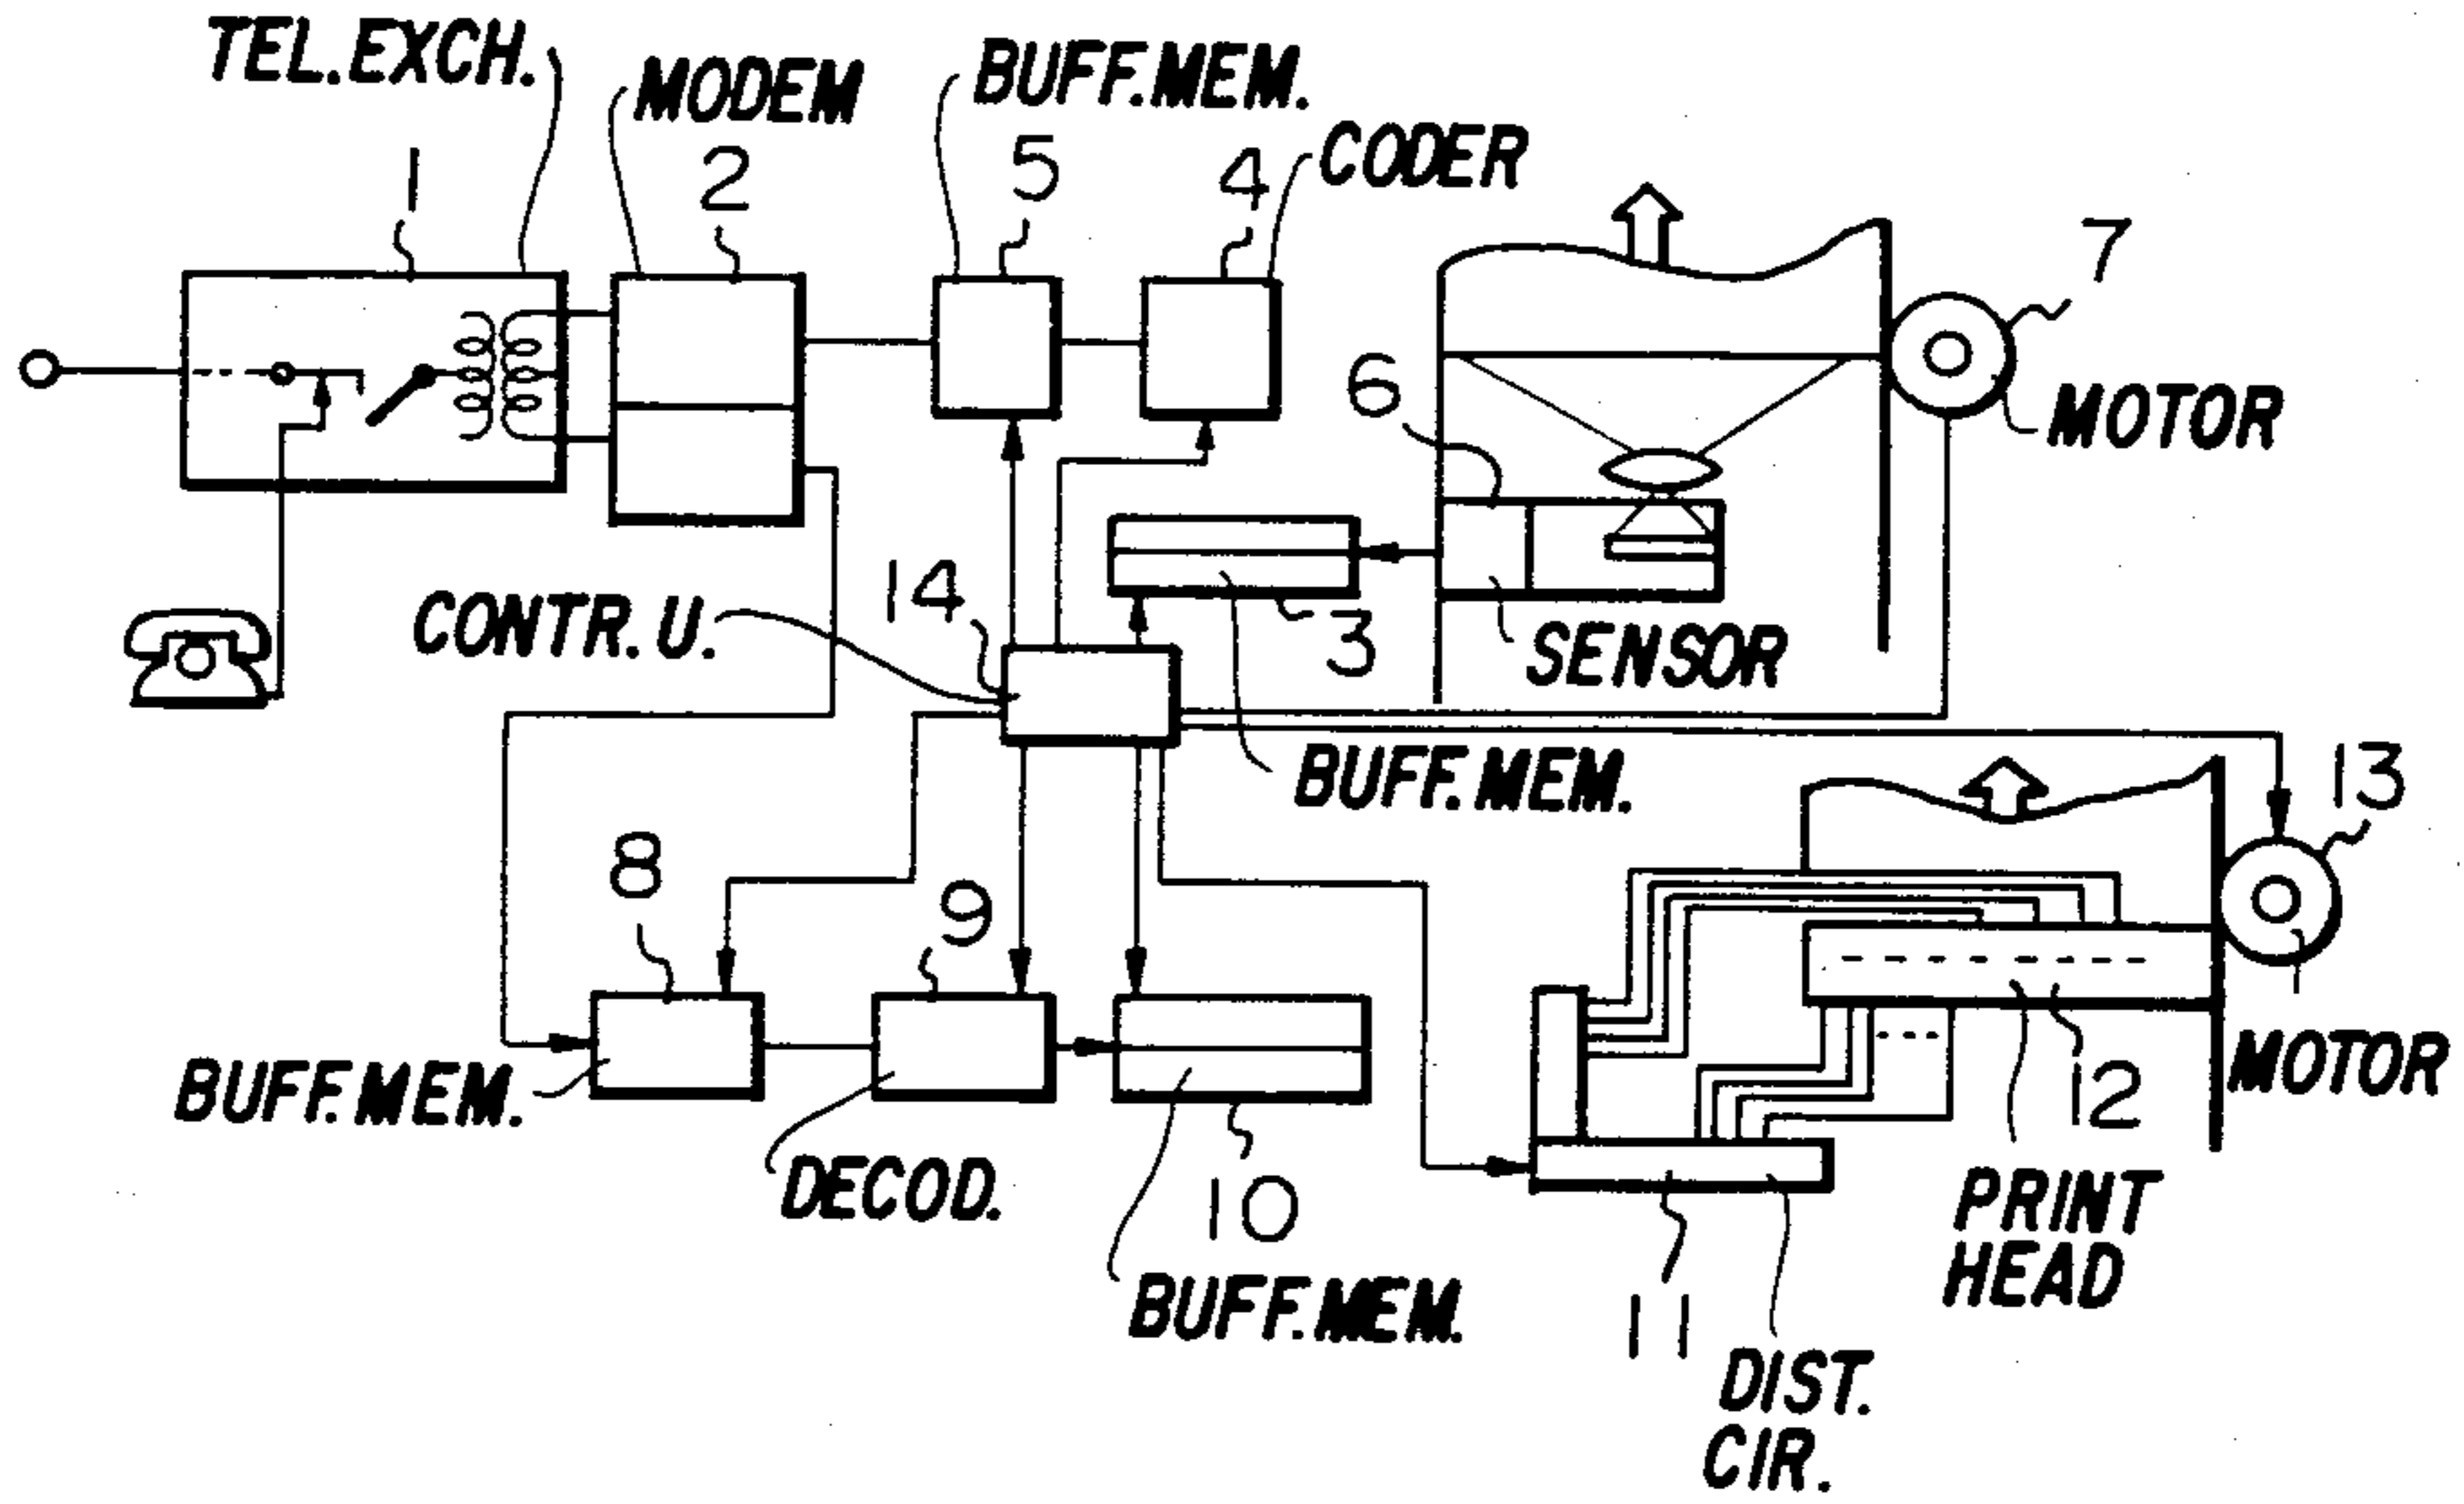 TEL.EXCH.
1
MODEM
2
BUFF.MEM.
5
4
CODER
7
MOTOR
6
SENSOR
3
BUFF.MEM.
14
CONTR.U.
13
MOTOR
8
BUFF.MEM.
9
DECOD.
10
BUFF.MEM.
12
PRINT
HEAD
11
DIST.
CIR.